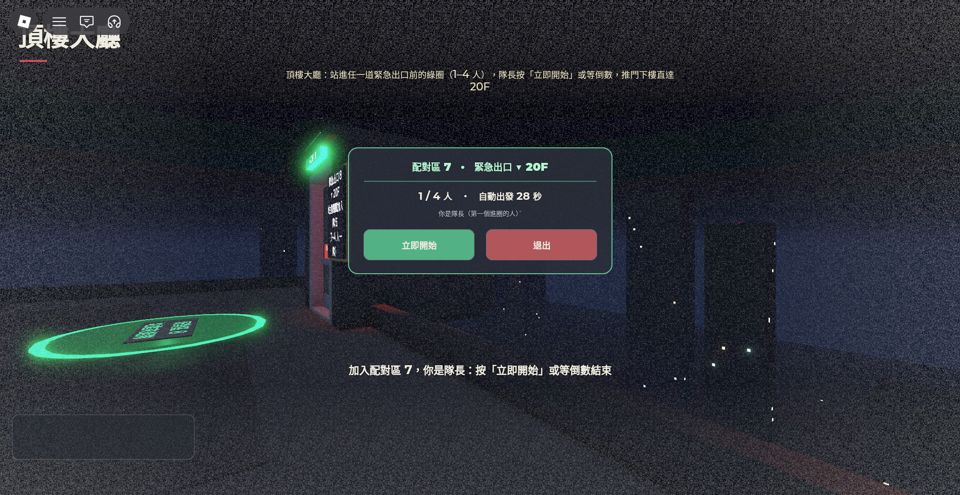 頂樓大廳
頂樓大廳：站進任一道緊急出口前的綠圈（1–4 人），隊長按「立即開始」或等倒數，推門下樓直達
20F
配對區 7 • 緊急出口 ▼ 20F
1 / 4 人 • 自動出發 28 秒
你是隊長（第一個進圈的人）
立即開始
退出
加入配對區 7，你是隊長：按「立即開始」或等倒數結束